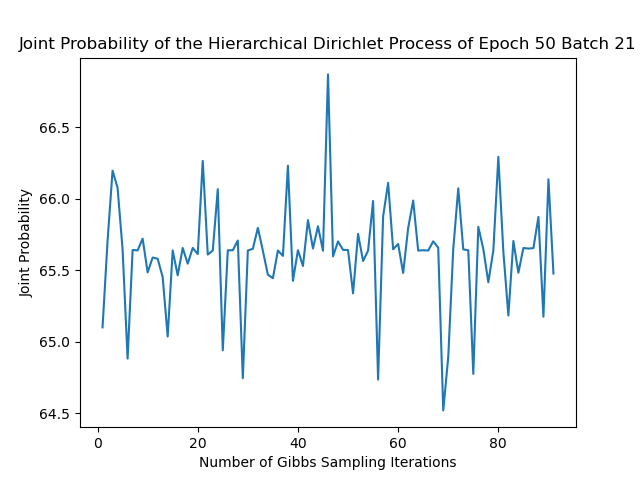 Joint Probability of the Hierarchical Dirichlet Process of Epoch 50 Batch 21
66.5
66.0
65.5
65.0
64.5
Joint Probability
0 20 40 60 80
Number of Gibbs Sampling Iterations